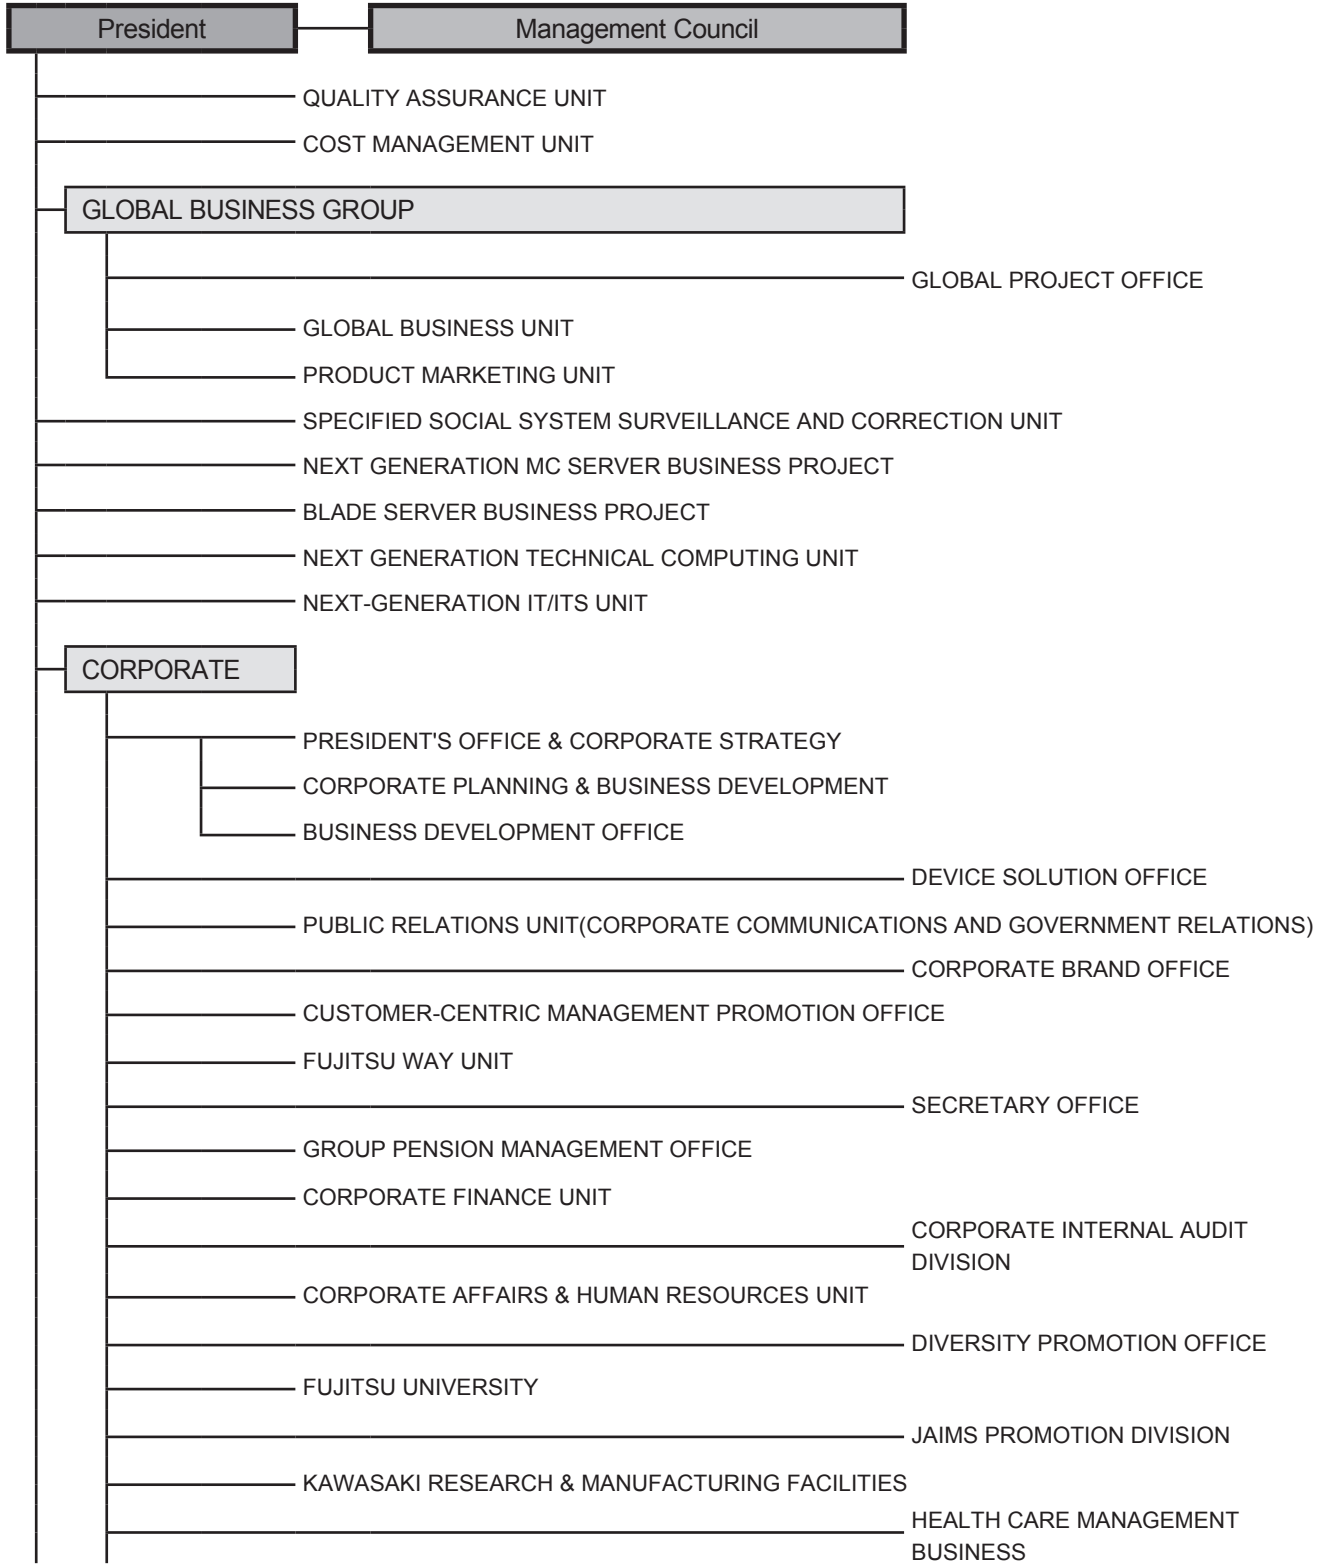 President
Management Council
QUALITY ASSURANCE UNIT
COST MANAGEMENT UNIT
GLOBAL BUSINESS GROUP
GLOBAL PROJECT OFFICE
GLOBAL BUSINESS UNIT
PRODUCT MARKETING UNIT
SPECIFIED SOCIAL SYSTEM SURVEILLANCE AND CORRECTION UNIT
NEXT GENERATION MC SERVER BUSINESS PROJECT
BLADE SERVER BUSINESS PROJECT
NEXT GENERATION TECHNICAL COMPUTING UNIT
NEXT-GENERATION IT/ITS UNIT
CORPORATE
PRESIDENT'S OFFICE & CORPORATE STRATEGY
CORPORATE PLANNING & BUSINESS DEVELOPMENT
BUSINESS DEVELOPMENT OFFICE
DEVICE SOLUTION OFFICE
PUBLIC RELATIONS UNIT(CORPORATE COMMUNICATIONS AND GOVERNMENT RELATIONS)
CORPORATE BRAND OFFICE
CUSTOMER-CENTRIC MANAGEMENT PROMOTION OFFICE
FUJITSU WAY UNIT
SECRETARY OFFICE
GROUP PENSION MANAGEMENT OFFICE
CORPORATE FINANCE UNIT
CORPORATE INTERNAL AUDIT
DIVISION
CORPORATE AFFAIRS & HUMAN RESOURCES UNIT
DIVERSITY PROMOTION OFFICE
FUJITSU UNIVERSITY
JAIMS PROMOTION DIVISION
KAWASAKI RESEARCH & MANUFACTURING FACILITIES
HEALTH CARE MANAGEMENT
BUSINESS